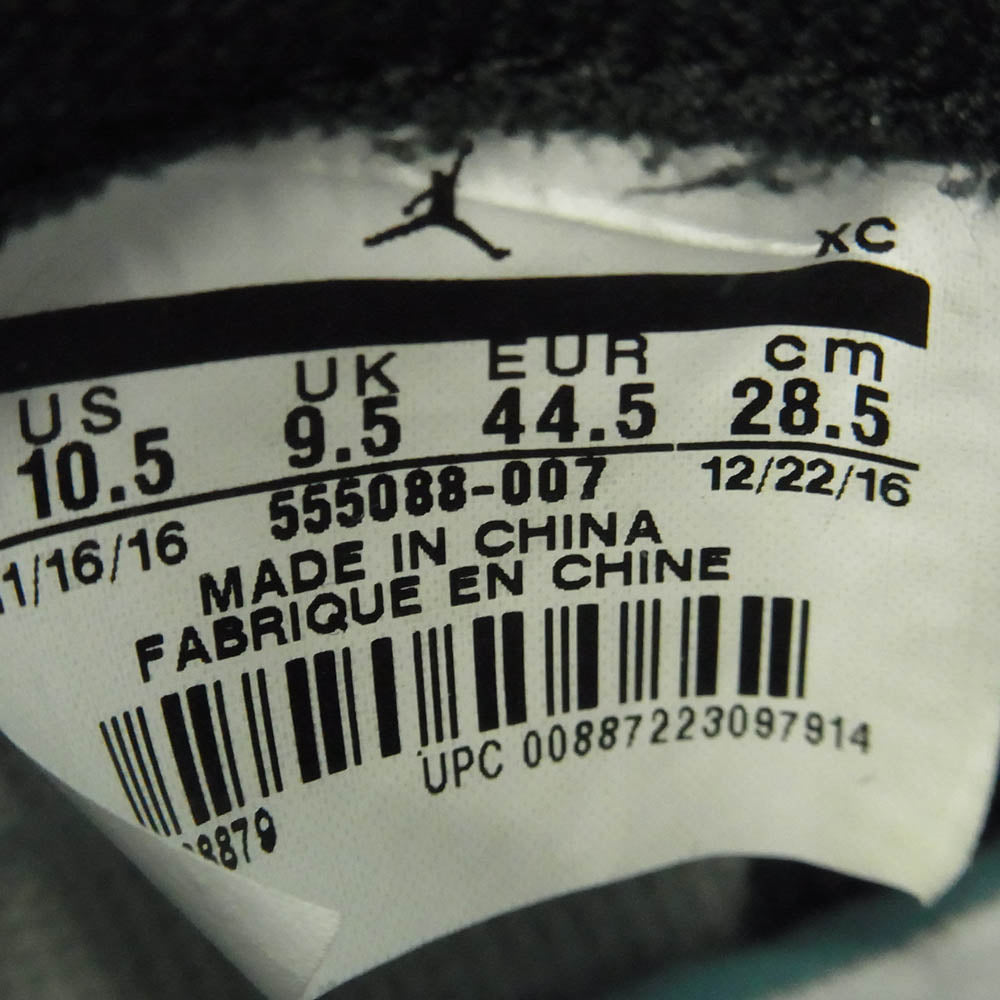 xC
US UK EUR cm
10.5 9.5 44.5 28.5
1/16/16 555088-007 12/22/16
MADE IN CHINA
FABRIQUE EN CHINE
UPC 00887223097914
8879